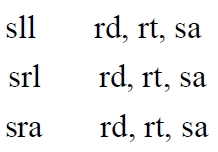 sll rd, rt, sa
srl rd, rt, sa
sra rd, rt, sa